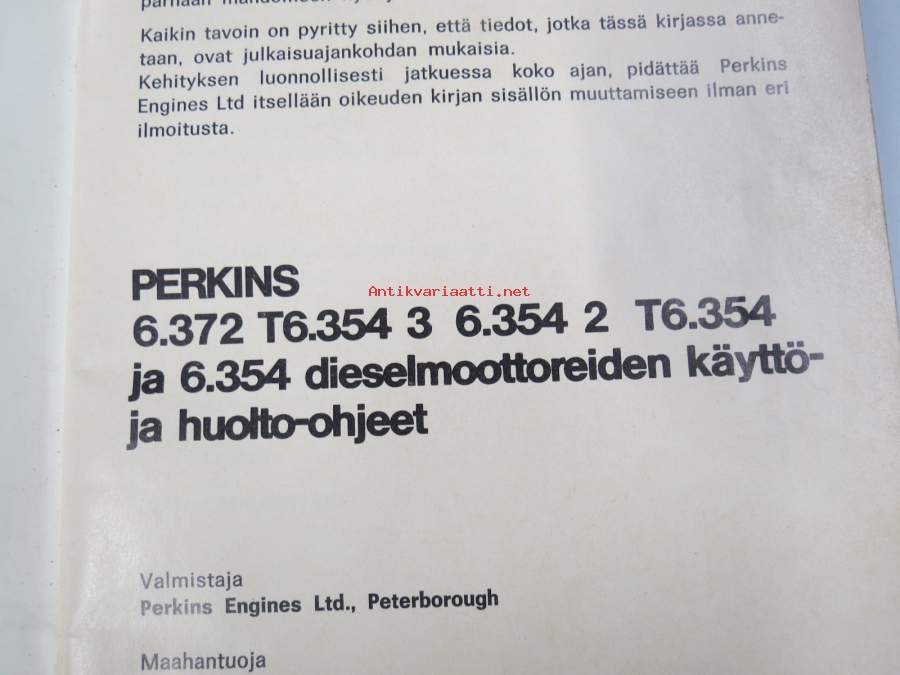 Kaikin tavoin on pyritty siihen, että tiedot, jotka tässä kirjassa anne-
taan, ovat julkaisuajankohdan mukaisia.
Kehityksen luonnollisesti jatkuessa koko ajan, pidättää Perkins
Engines Ltd itsellään oikeuden kirjan sisällön muuttamiseen ilman eri
ilmoitusta.
PERKINS
Antikvariaatti.net
6.372 T6.354 3 6.354 2 T6.354
ja 6.354 dieselmoottoreiden käyttö-
ja huolto-ohjeet
Valmistaja
Perkins Engines Ltd., Peterborough
Maahantuoja